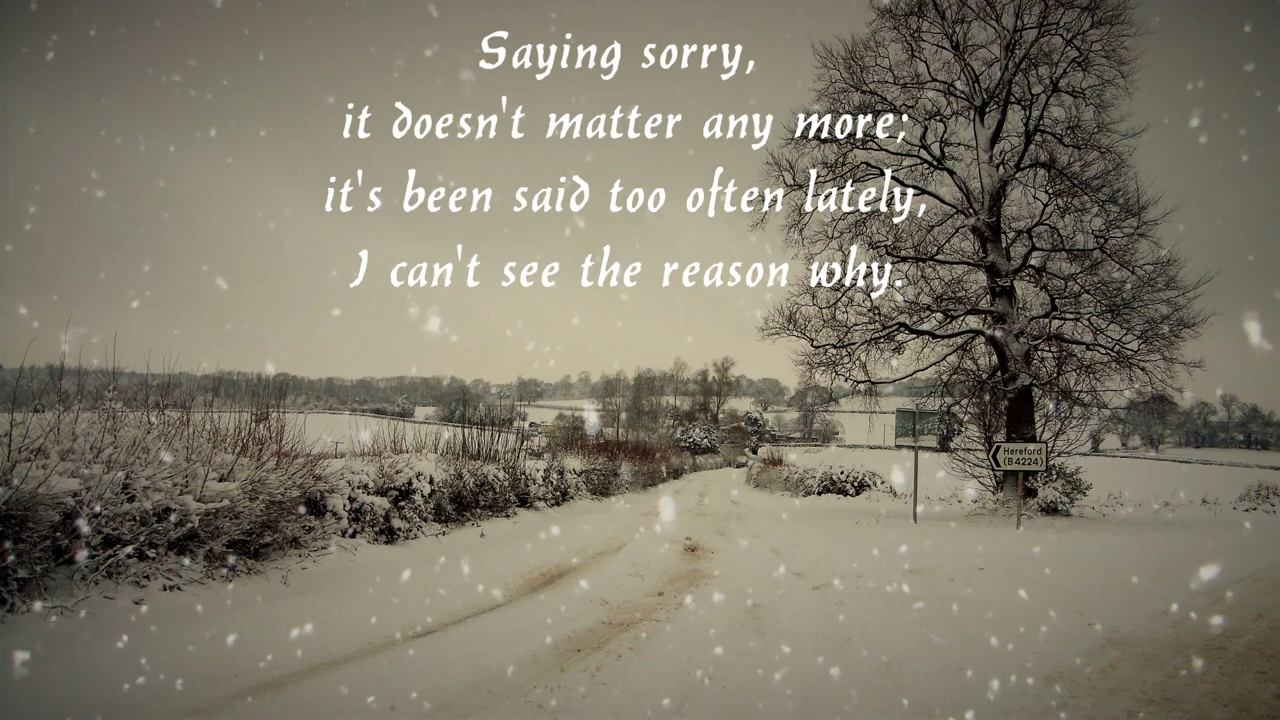 Saying sorry,
it doesn't matter any more;
it's been said too often lately,
I can't see the reason why.
Hereford
(B4224)